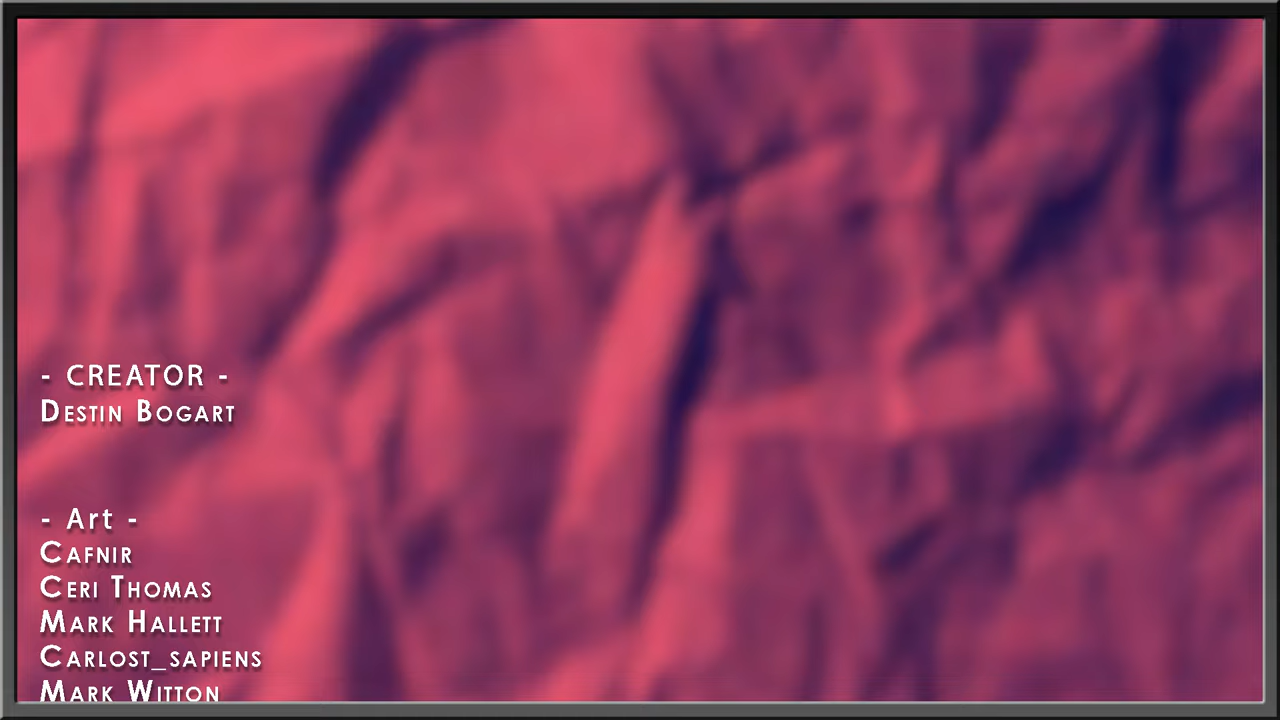 - CREATOR -
Destin Bogart
- Art -
Cafnir
Ceri Thomas
Mark Hallett
Carlost_sapiens
Mark Witton